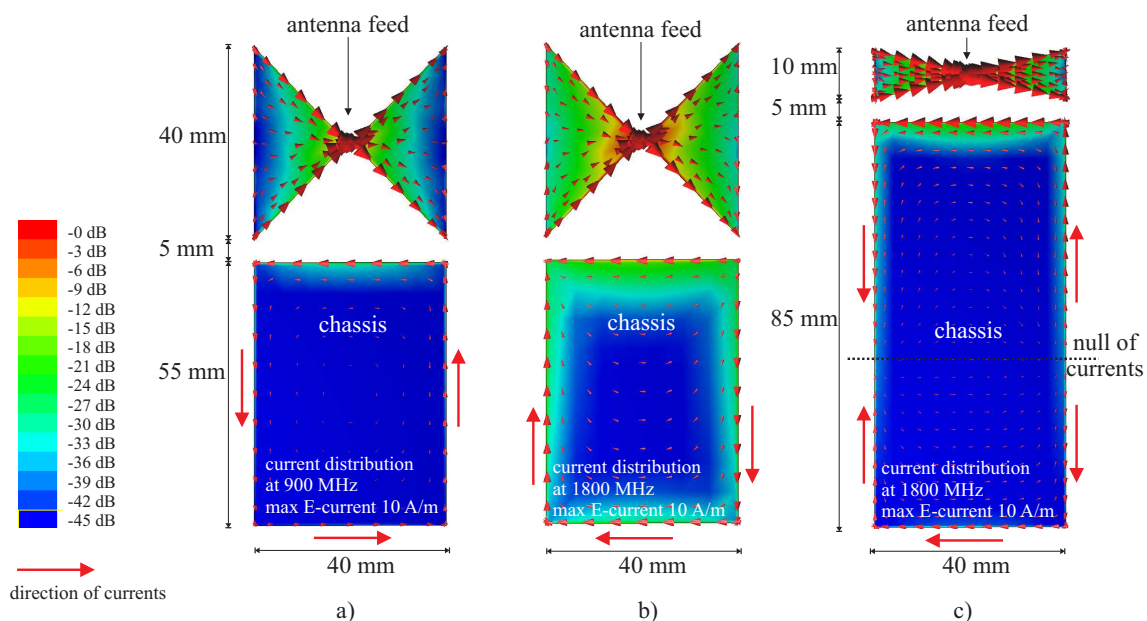 antenna feed
antenna feed
antenna feed
40 mm
5 mm
55 mm
10 mm
5 mm
85 mm
-0 dB
-3 dB
-6 dB
-9 dB
-12 dB
-15 dB
-18 dB
-21 dB
-24 dB
-27 dB
-30 dB
-33 dB
-36 dB
-39 dB
-42 dB
-45 dB
direction of currents
chassis
current distribution
at 900 MHz
max E-current 10 A/m
40 mm
a)
chassis
current distribution
at 1800 MHz
max E-current 10 A/m
40 mm
b)
chassis
null of
currents
current distribution
at 1800 MHz
max E-current 10 A/m
40 mm
c)